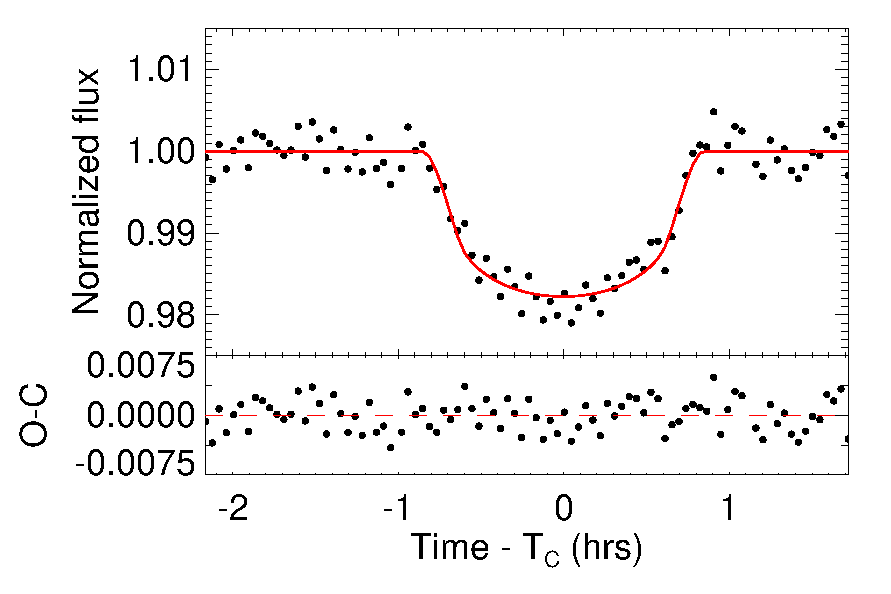 Normalized flux
1.01
1.00
0.99
0.98
O-C
0.0075
0.0000
-0.0075
-2 -1 0 1
Time - T_C (hrs)